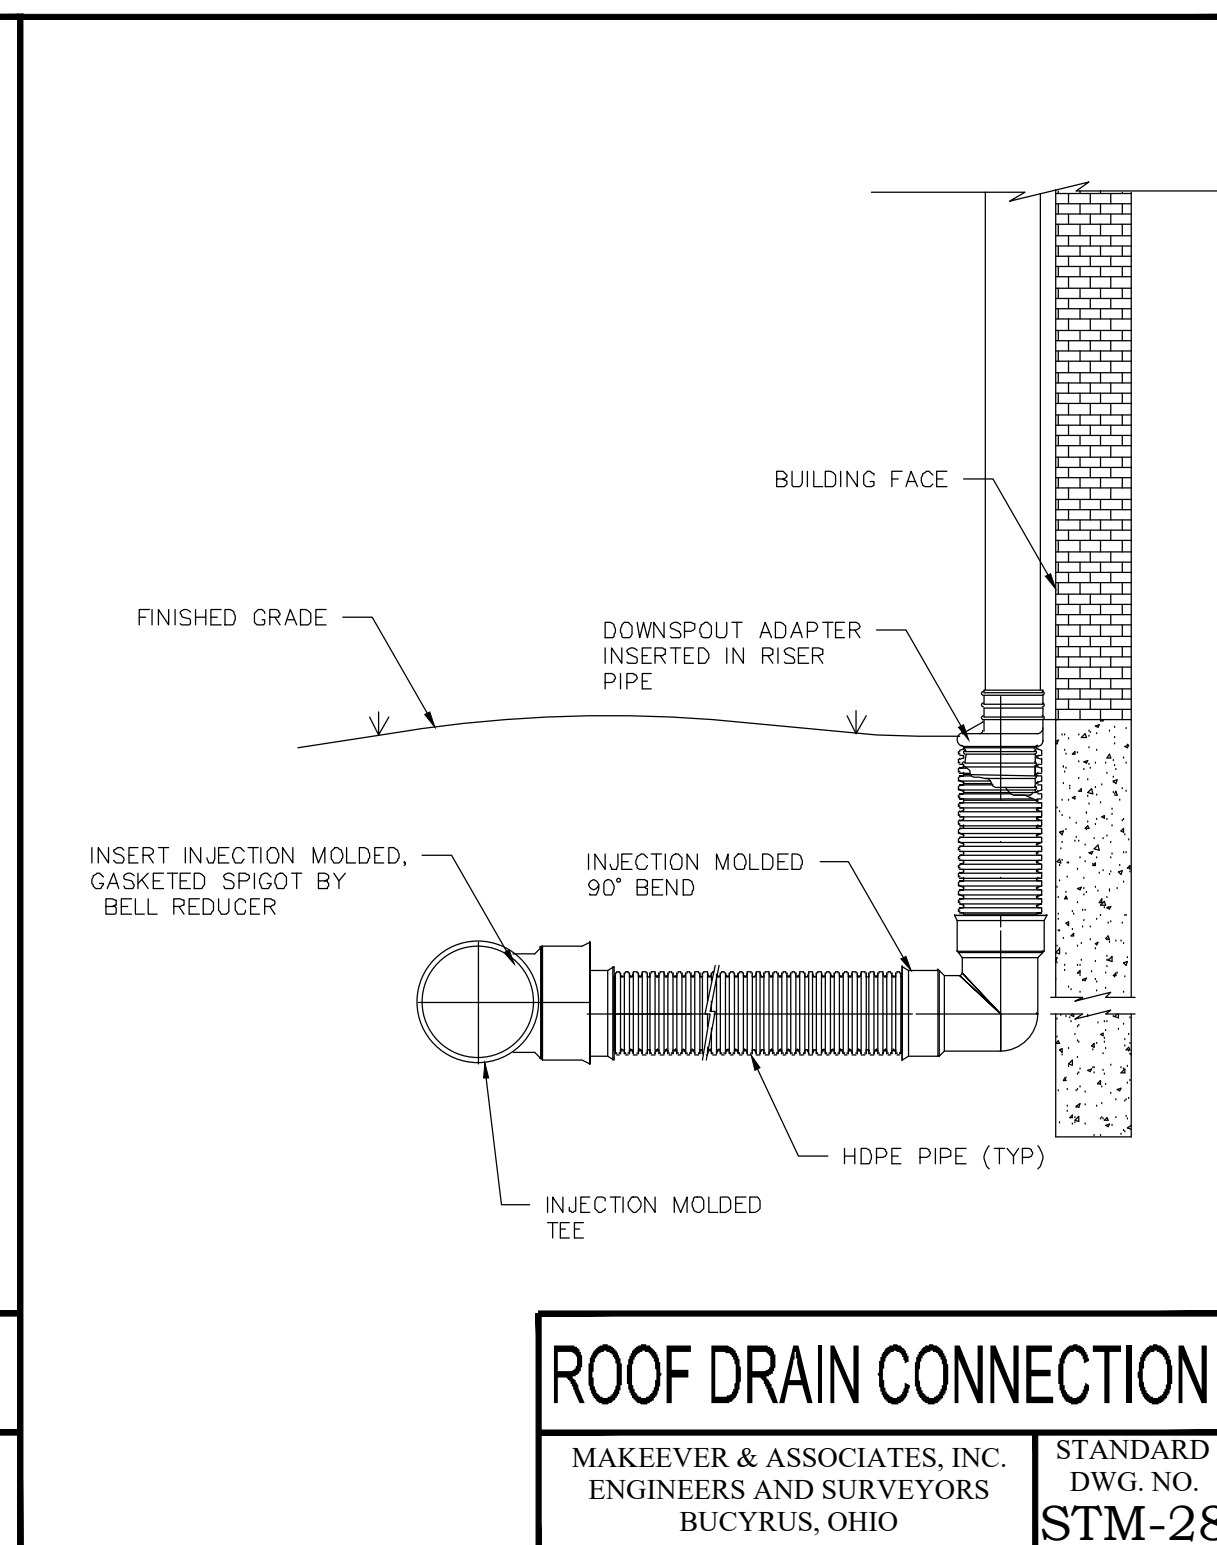 BUILDING FACE
FINISHED GRADE
DOWNSPOUT ADAPTER
INSERTED IN RISER
PIPE
INSERT INJECTION MOLDED,
GASKETED SPIGOT BY
BELL REDUCER
INJECTION MOLDED
90° BEND
HDPE PIPE (TYP)
INJECTION MOLDED
TEE
ROOF DRAIN CONNECTION
MAKEEVER & ASSOCIATES, INC.
ENGINEERS AND SURVEYORS
BUCYRUS, OHIO
STANDARD
DWG. NO.
STM-28